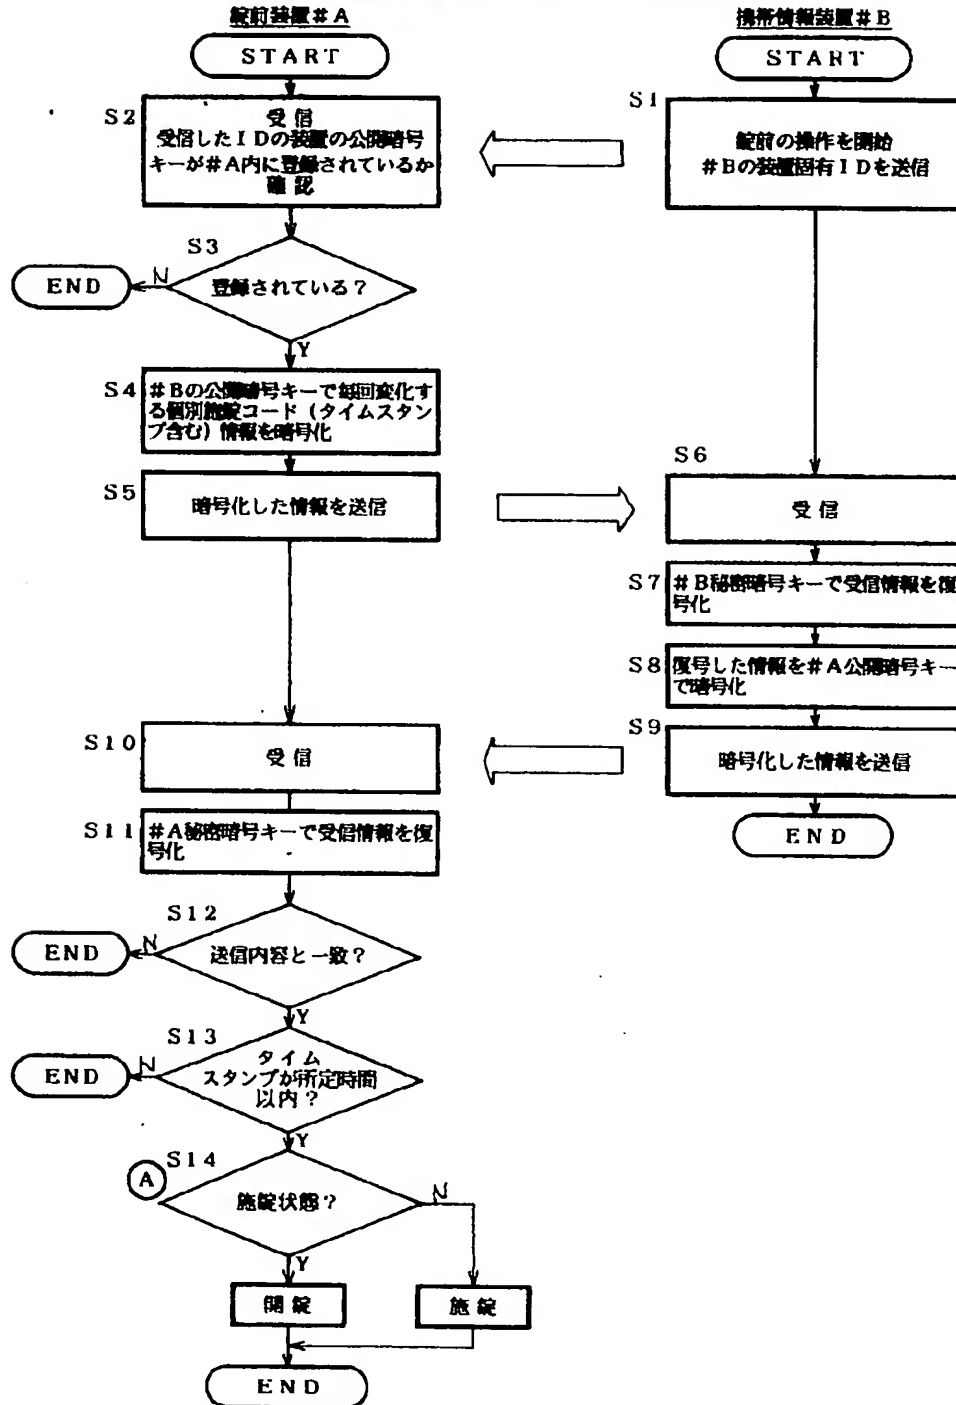 錠前装置＃A
START
S2
受信
受信したIDの装置の公開暗号
キーが＃A内に登録されているか
確認
S3
登録されている？
N
END
Y
S4
＃Bの公開暗号キーで毎回変化す
る個別施錠コード（タイムスタン
プ含む）情報を暗号化
S5
暗号化した情報を送信
S10
受信
S11
＃A秘密暗号キーで受信情報を復
号化
S12
送信内容と一致？
N
END
Y
S13
タイム
スタンプが所定時間
以内？
N
END
Y
S14
A
施錠状態？
N
Y
開錠
施錠
END
携帯情報装置＃B
START
S1
錠前の操作を開始
＃Bの装置固有IDを送信
S6
受信
S7
＃B秘密暗号キーで受信情報を復
号化
S8
復号した情報を＃A公開暗号キー
で暗号化
S9
暗号化した情報を送信
END